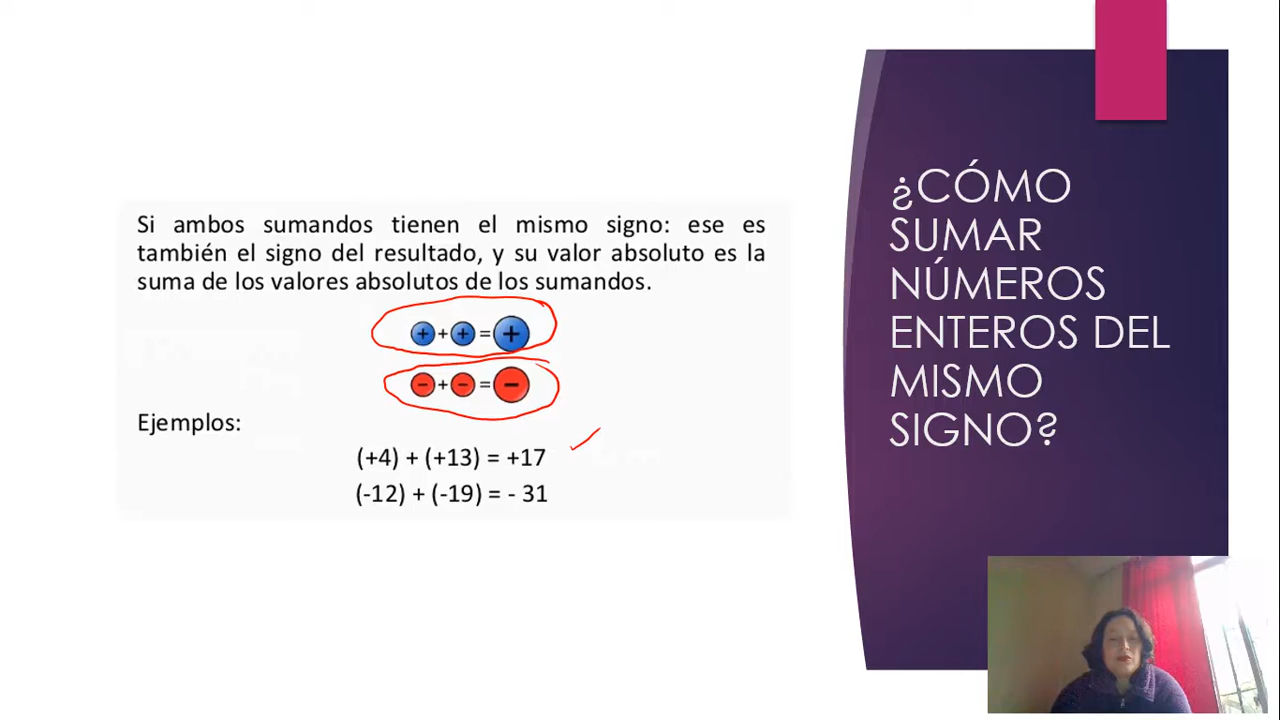 Si ambos sumandos tienen el mismo signo: ese es
también el signo del resultado, y su valor absoluto es la
suma de los valores absolutos de los sumandos.
+ + + = +
- + - = -
Ejemplos:
(+4) + (+13) = +17
(-12) + (-19) = - 31
¿CÓMO
SUMAR
NÚMEROS
ENTEROS DEL
MISMO
SIGNO?